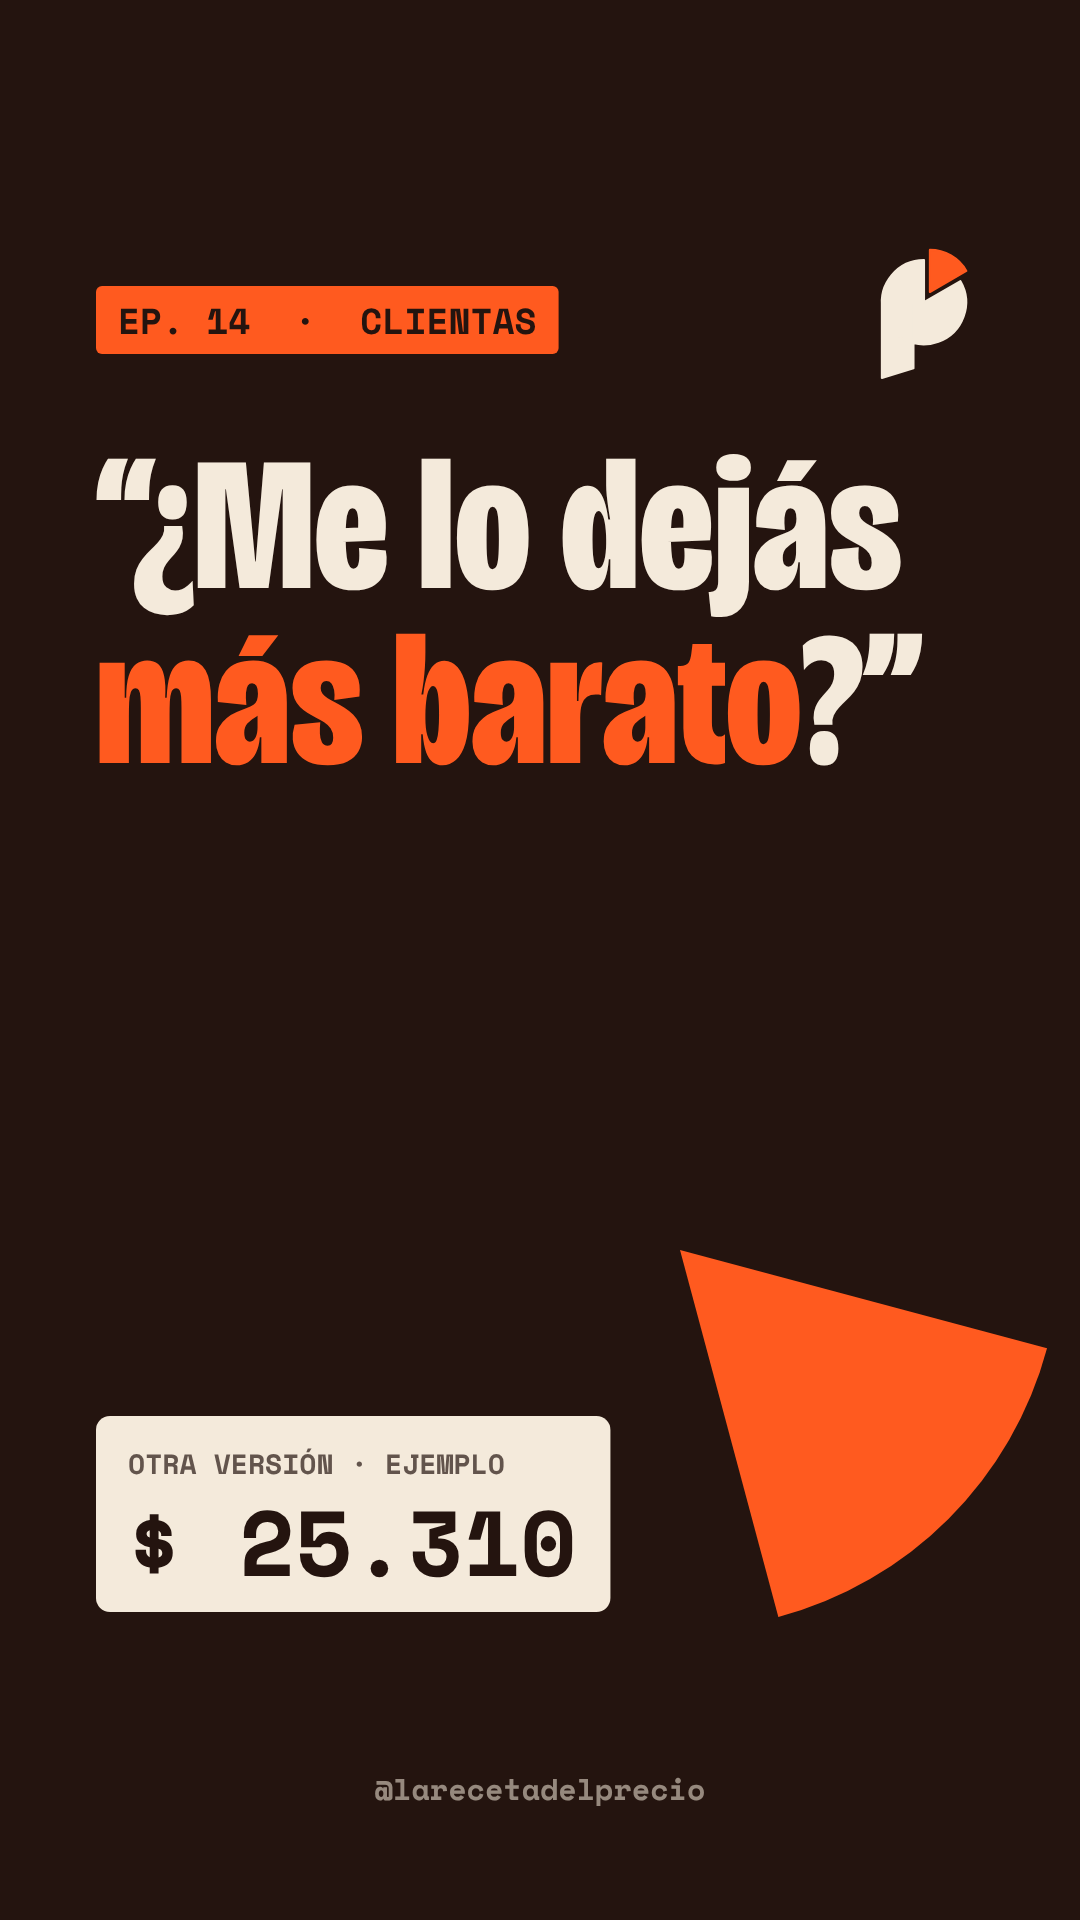 EP. 14 · CLIENTAS
“¿Me lo dejás
más barato?”
OTRA VERSIÓN · EJEMPLO
$ 25.310
@larecetadelprecio